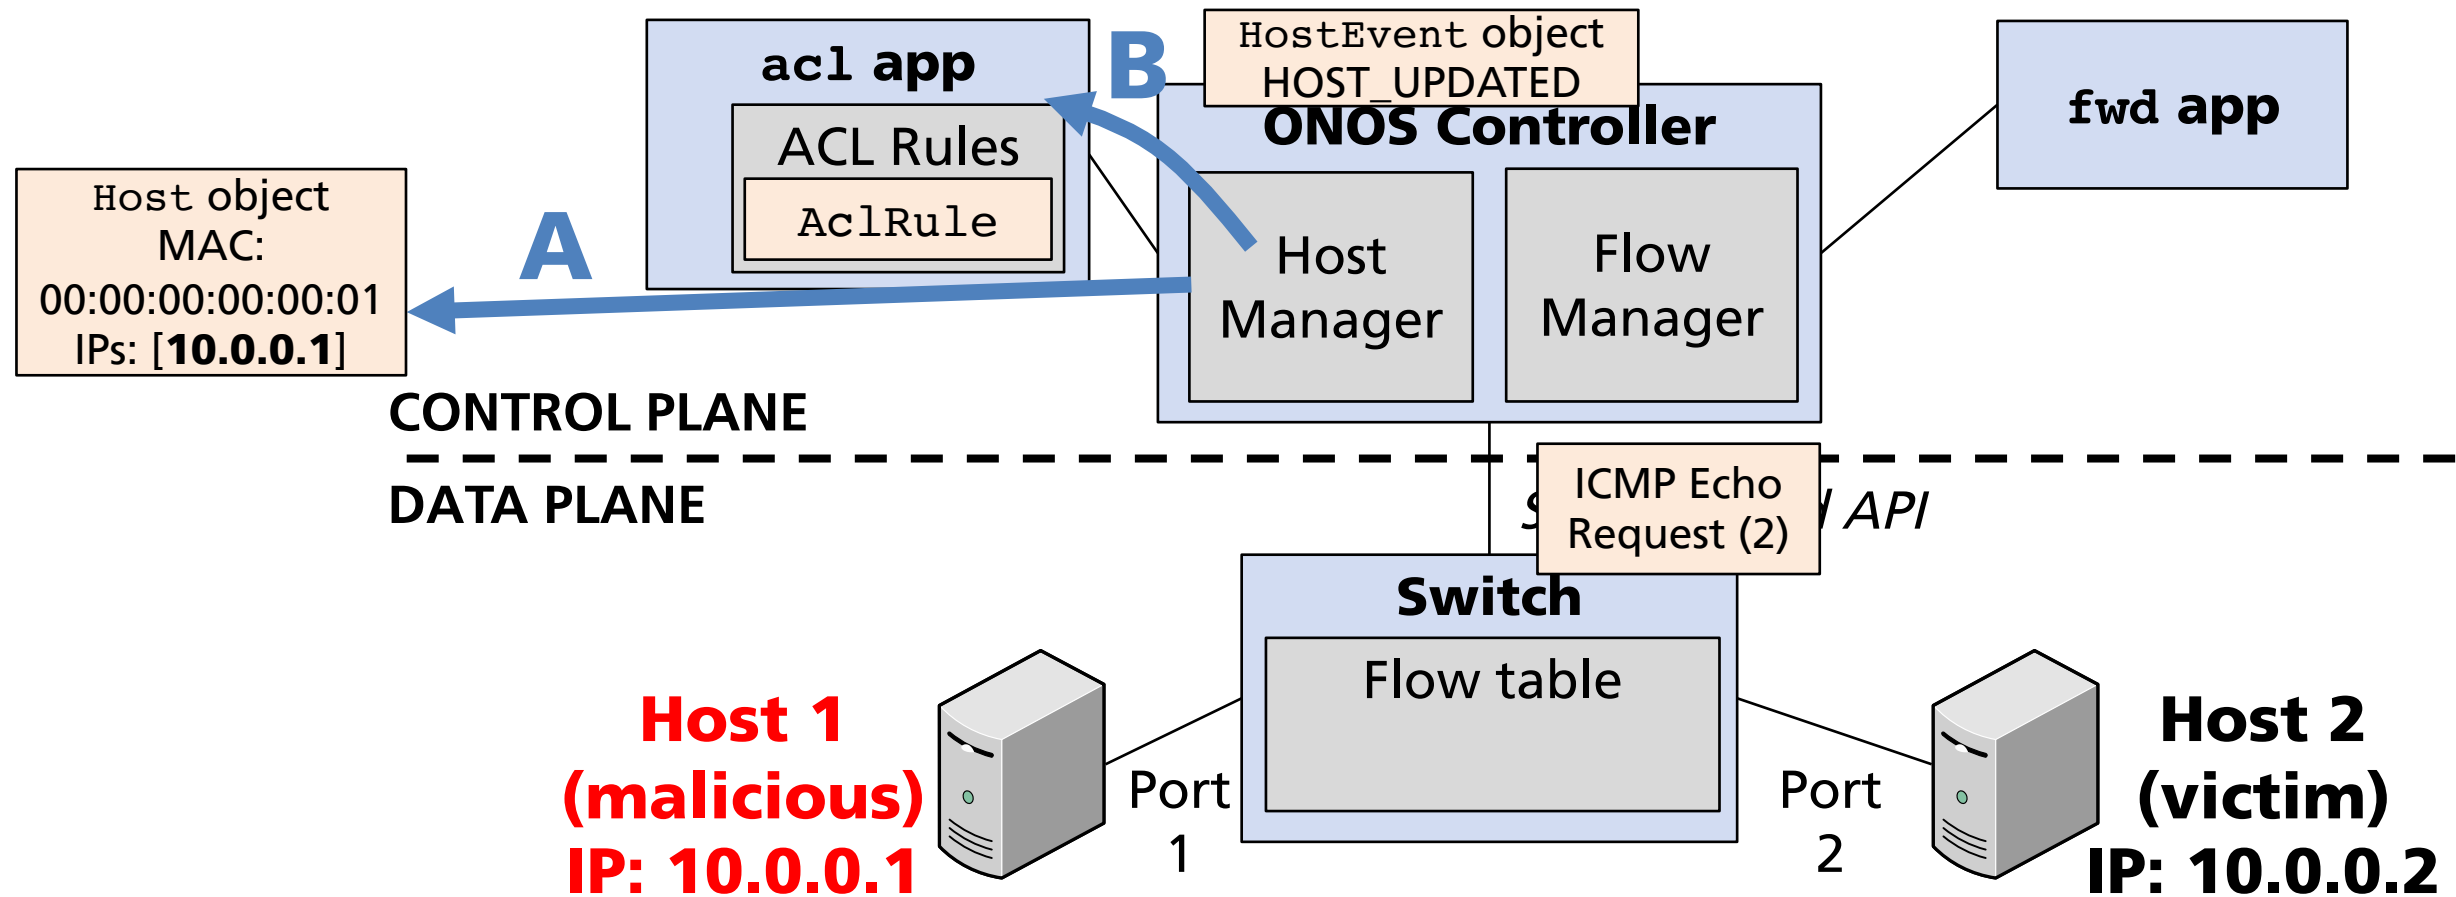 acl app
ACL Rules
AclRule
B
HostEvent object
HOST_UPDATED
ONOS Controller
Host
Manager
Flow
Manager
fwd app
Host object
MAC:
00:00:00:00:00:01
IPs: [10.0.0.1]
A
CONTROL PLANE
DATA PLANE
ICMP Echo
Request (2)
API
Switch
Flow table
Host 1
(malicious)
IP: 10.0.0.1
Port
1
Port
2
Host 2
(victim)
IP: 10.0.0.2